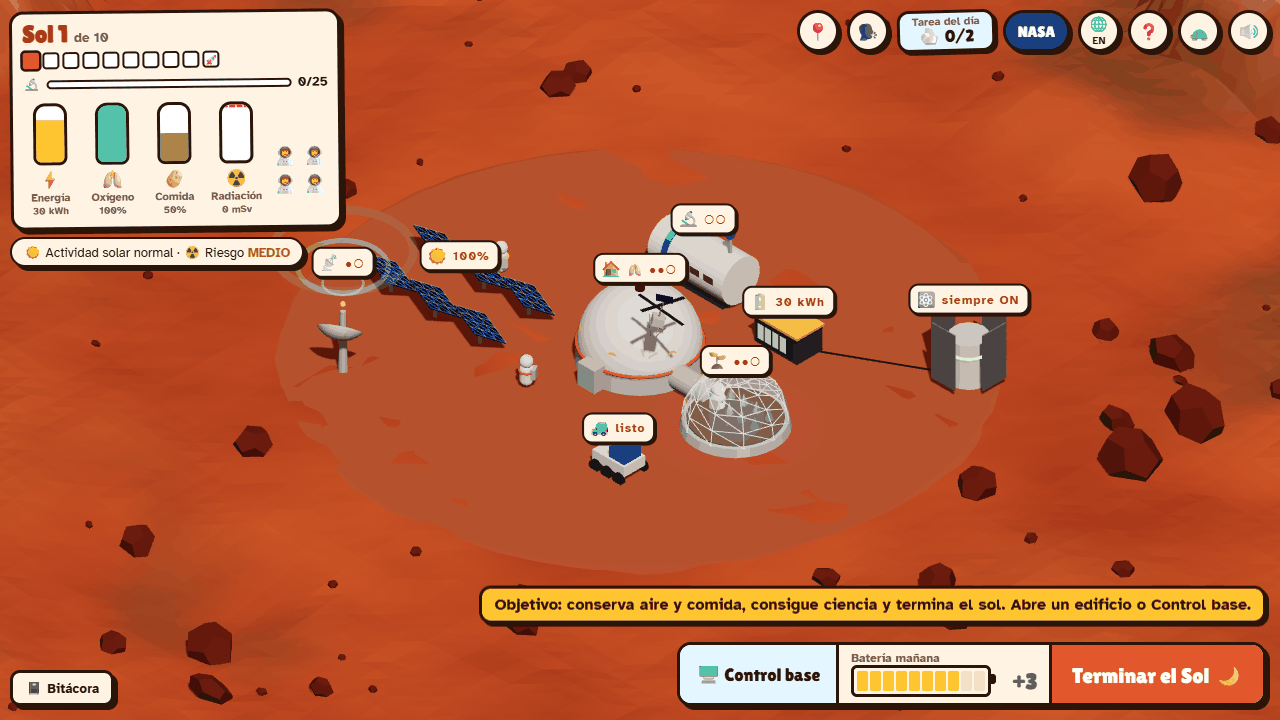 Sol 1 de 10
0/25
Energía
30 kWh
Oxígeno
100%
Comida
50%
Radiación
0 mSv
Actividad solar normal · Riesgo MEDIO
Tarea del día
0/2
NASA
EN
100%
30 kWh
siempre ON
listo
Objetivo: conserva aire y comida, consigue ciencia y termina el sol. Abre un edificio o Control base.
Bitácora
Control base
Batería mañana
+3
Terminar el Sol